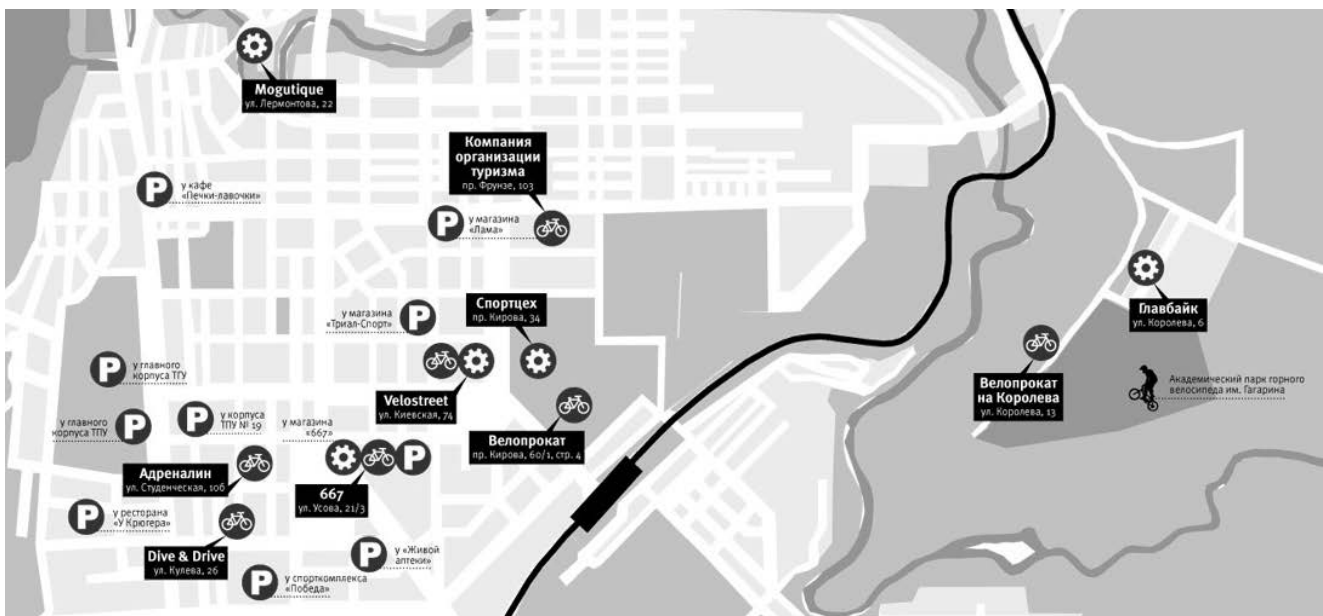 Mogutique
ул. Лермонтова, 22
Компания
организации
туризма
пр. Фрунзе, 103
P
у кафе
«Печки-лавочки»
P
у магазина
«Лама»
у магазина
«Триал-Спорт»
P
Спортцех
пр. Кирова, 34
Главбайк
ул. Королева, 6
P
у главного
корпуса ТГУ
Velostreet
ул. Киевская, 74
Велопрокат
на Королева
ул. Королева, 13
Академический парк горного
велосипеда им. Гагарина
у главного
корпуса ТПУ
P
P
у корпуса
ТПУ № 19
у магазина
«667»
P
Велопрокат
пр. Кирова, 60/1, стр. 4
Адреналин
ул. Студенческая, 10б
667
ул. Усова, 21/3
P
у ресторана
«У Крюгера»
Dive & Drive
ул. Кулева, 26
P
у «Живой
аптеки»
P
у спорткомплекса
«Победа»